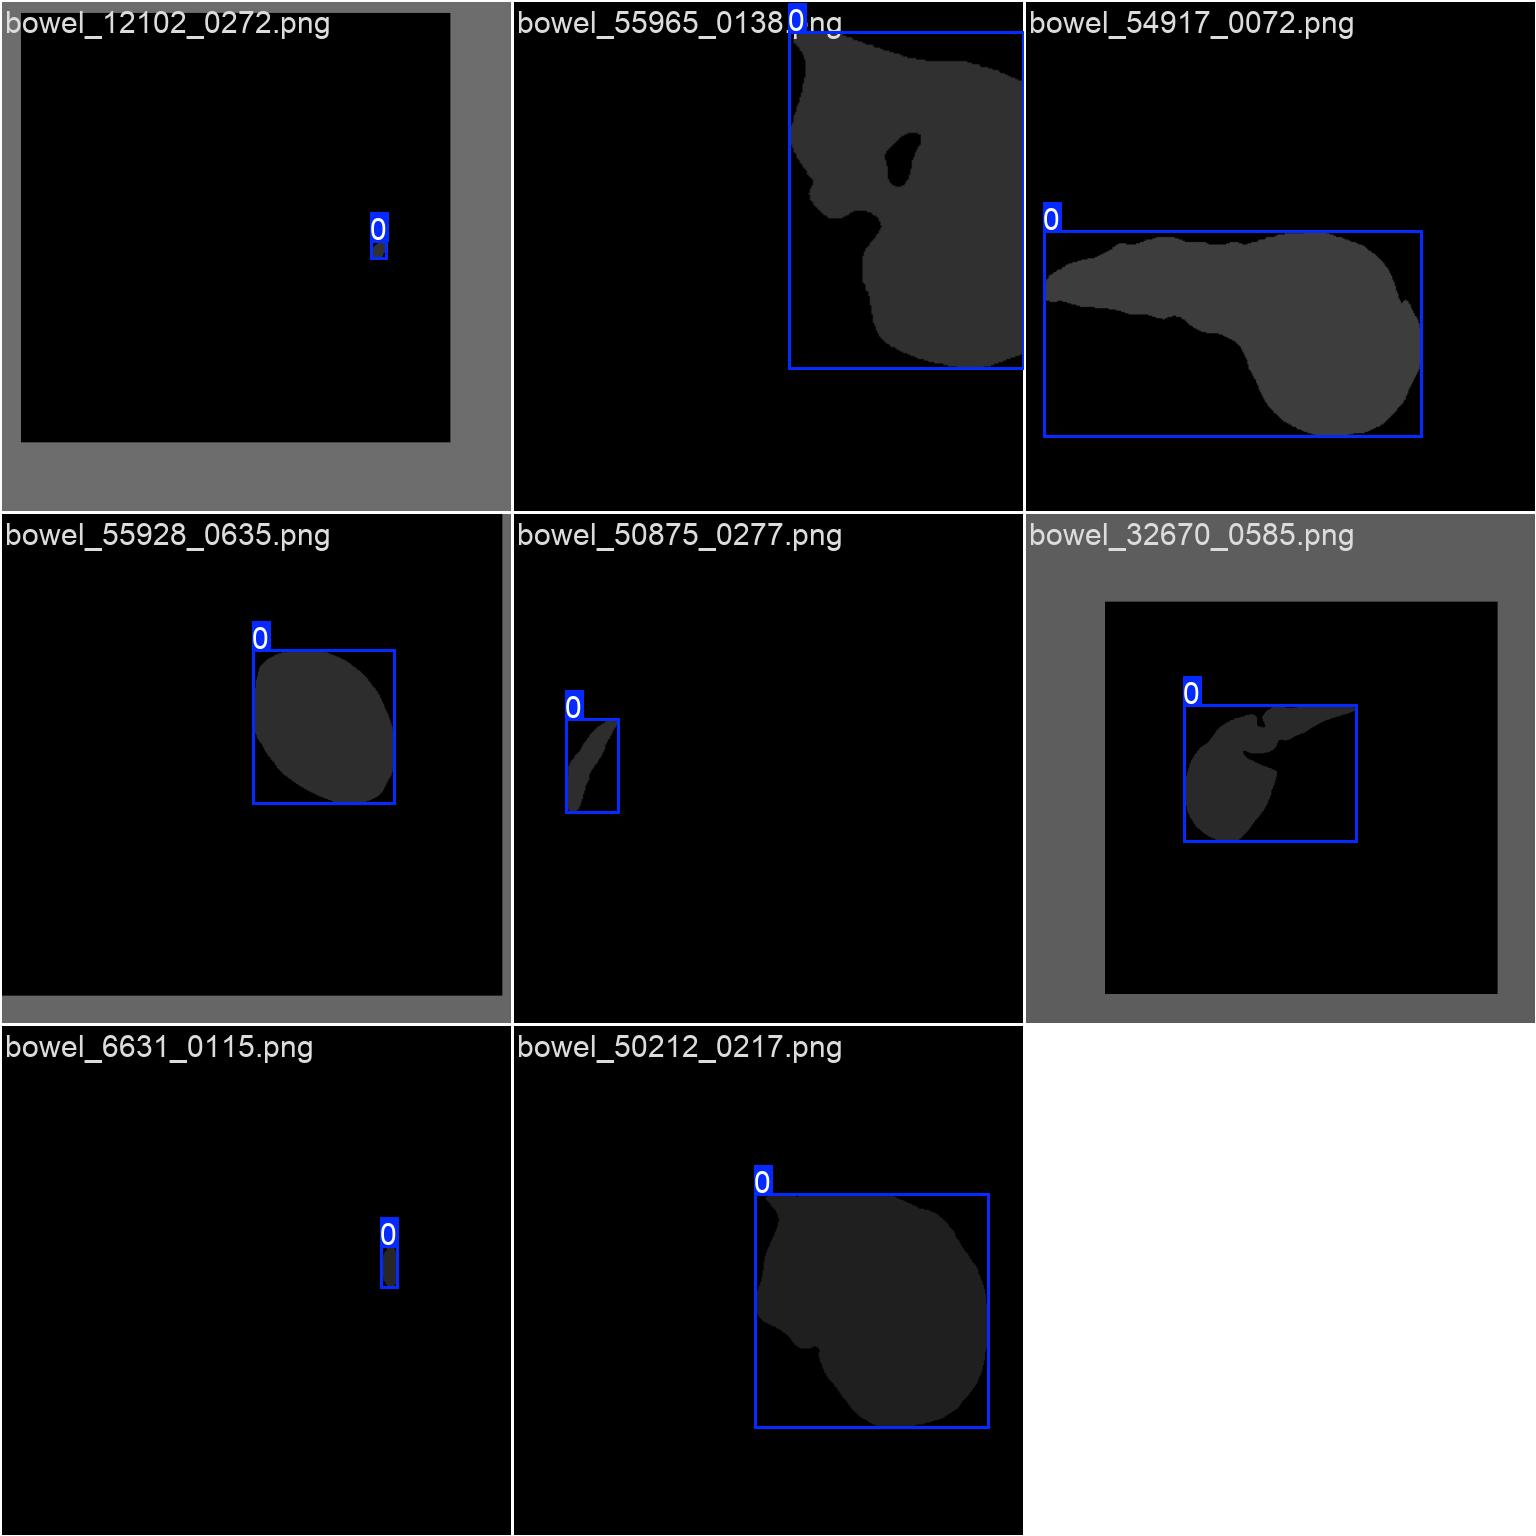 bowel_12102_0272.png
0
bowel_55965_0138.png
0
bowel_54917_0072.png
0
bowel_55928_0635.png
0
bowel_50875_0277.png
0
bowel_32670_0585.png
0
bowel_6631_0115.png
0
bowel_50212_0217.png
0